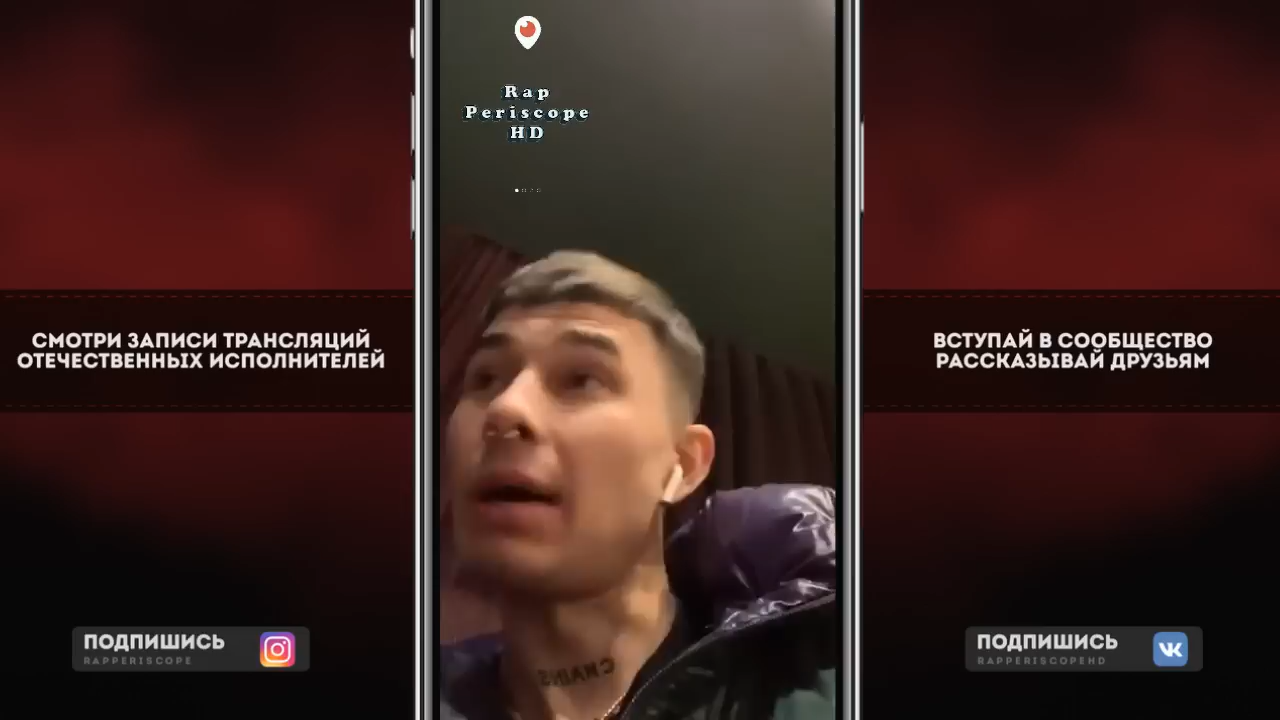 Rap
Periscope
HD
СМОТРИ ЗАПИСИ ТРАНСЛЯЦИЙ
ОТЕЧЕСТВЕННЫХ ИСПОЛНИТЕЛЕЙ
ВСТУПАЙ В СООБЩЕСТВО
РАССКАЗЫВАЙ ДРУЗЬЯМ
ПОДПИШИСЬ
RAPPERISCOPE
ПОДПИШИСЬ
RAPPERISCOPEHD